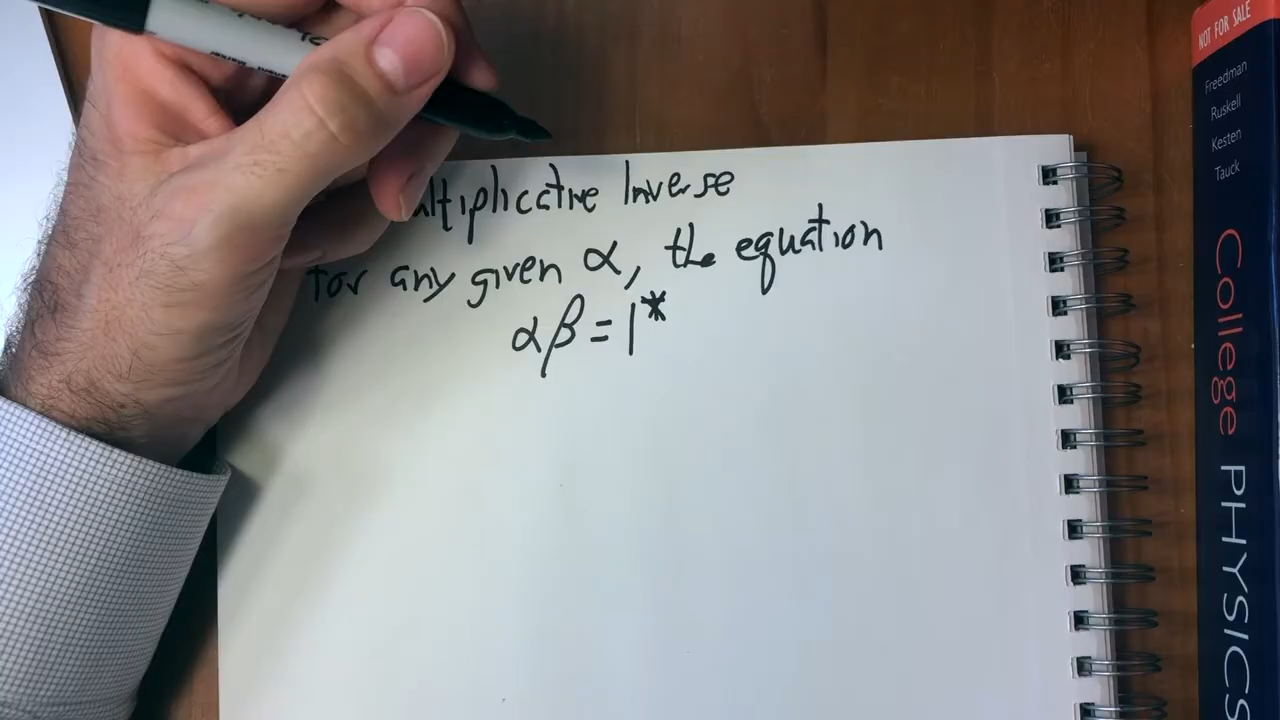 ultiplicative Inverse
for any given α, the equation
αβ = 1*
NOT FOR SALE
Freedman
Ruskell
Kesten
Tauck
College PHYSICS